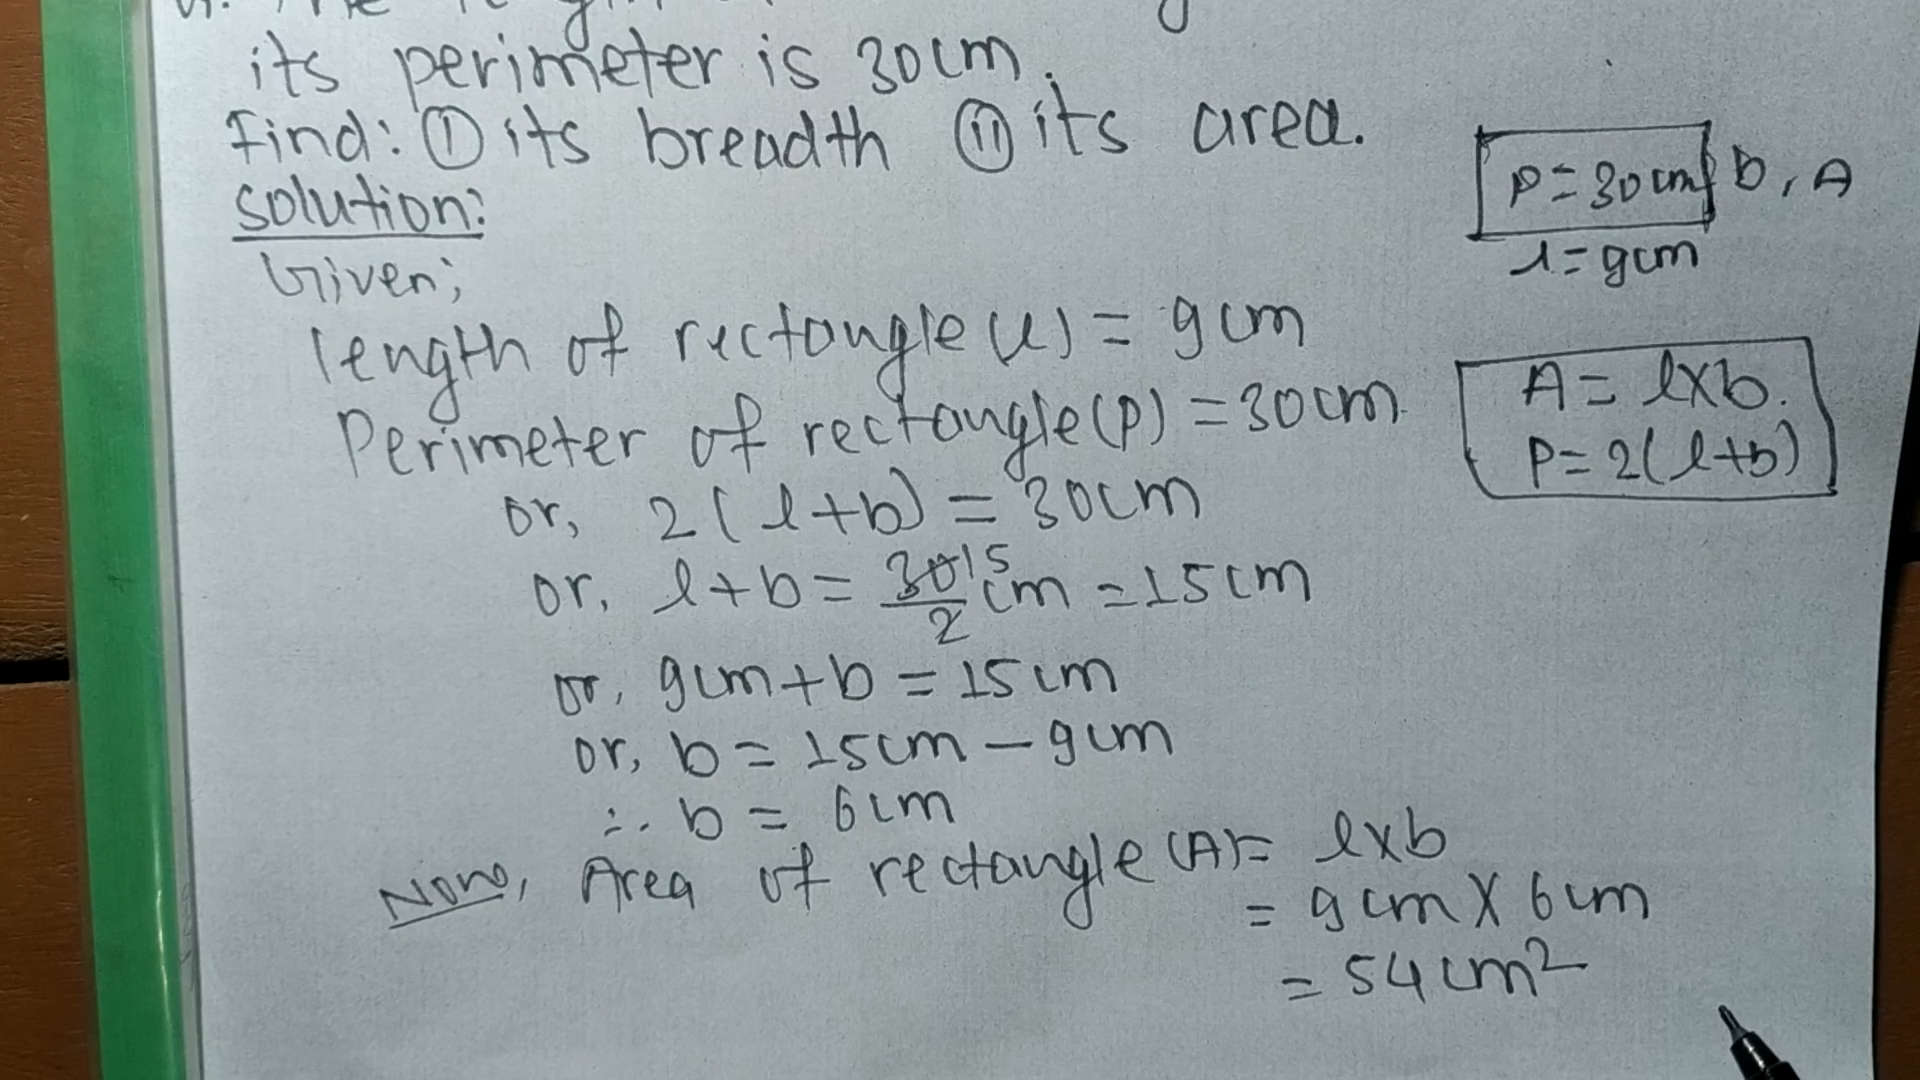 its perimeter is 30cm.
Find: (i) its breadth (ii) its area.
Solution:
Given;
length of rectangle (l) = 9cm
Perimeter of rectangle (P) = 30cm
or, 2(l+b) = 30cm
or, l+b = 30/2 15 cm = 15cm
or, 9cm+b = 15cm
or, b = 15cm - 9cm
∴ b = 6cm
Now, Area of rectangle (A) = l×b
= 9cm × 6cm
= 54cm²
P=30cm b, A
l=9cm
A = l×b.
P=2(l+b)